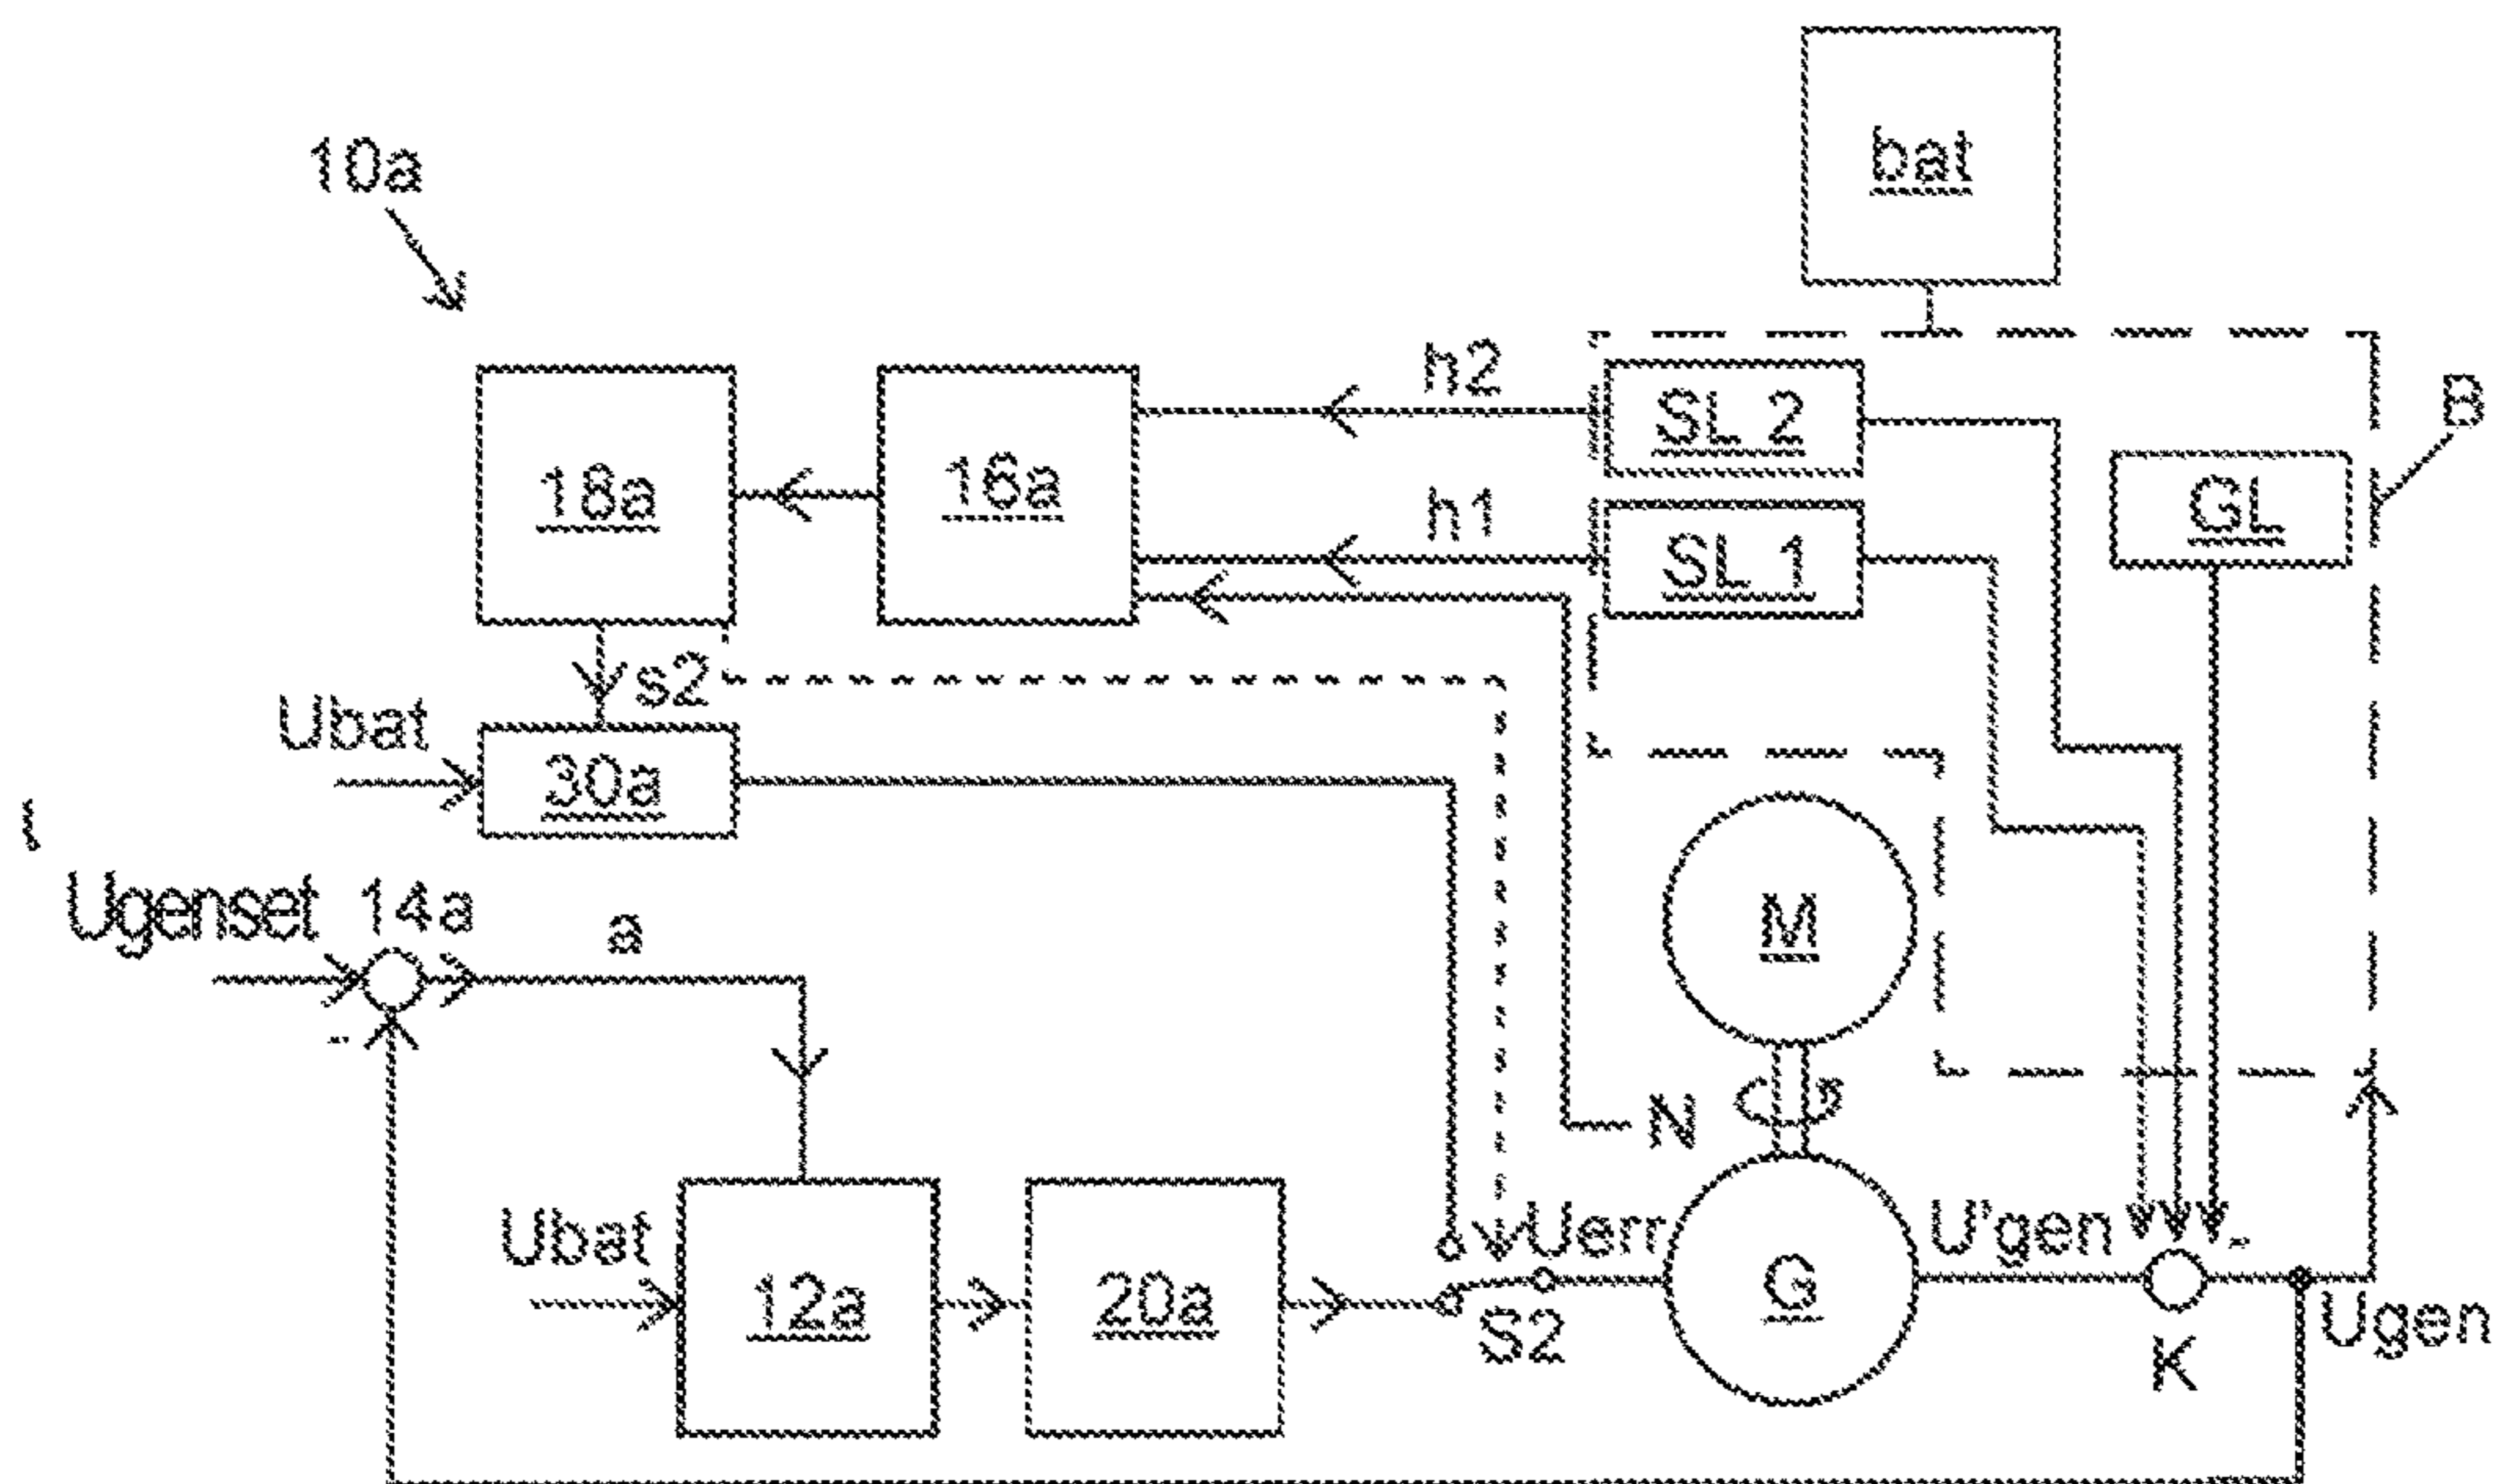 bat
10a
h2
SL 2
B
18a
16a
GL
h1
SL 1
s2
Ubat
30a
Ugenset 14a
a
M
N
Ubat
Uerr
U'gen
-
-
12a
20a
G
S2
Ugen
K